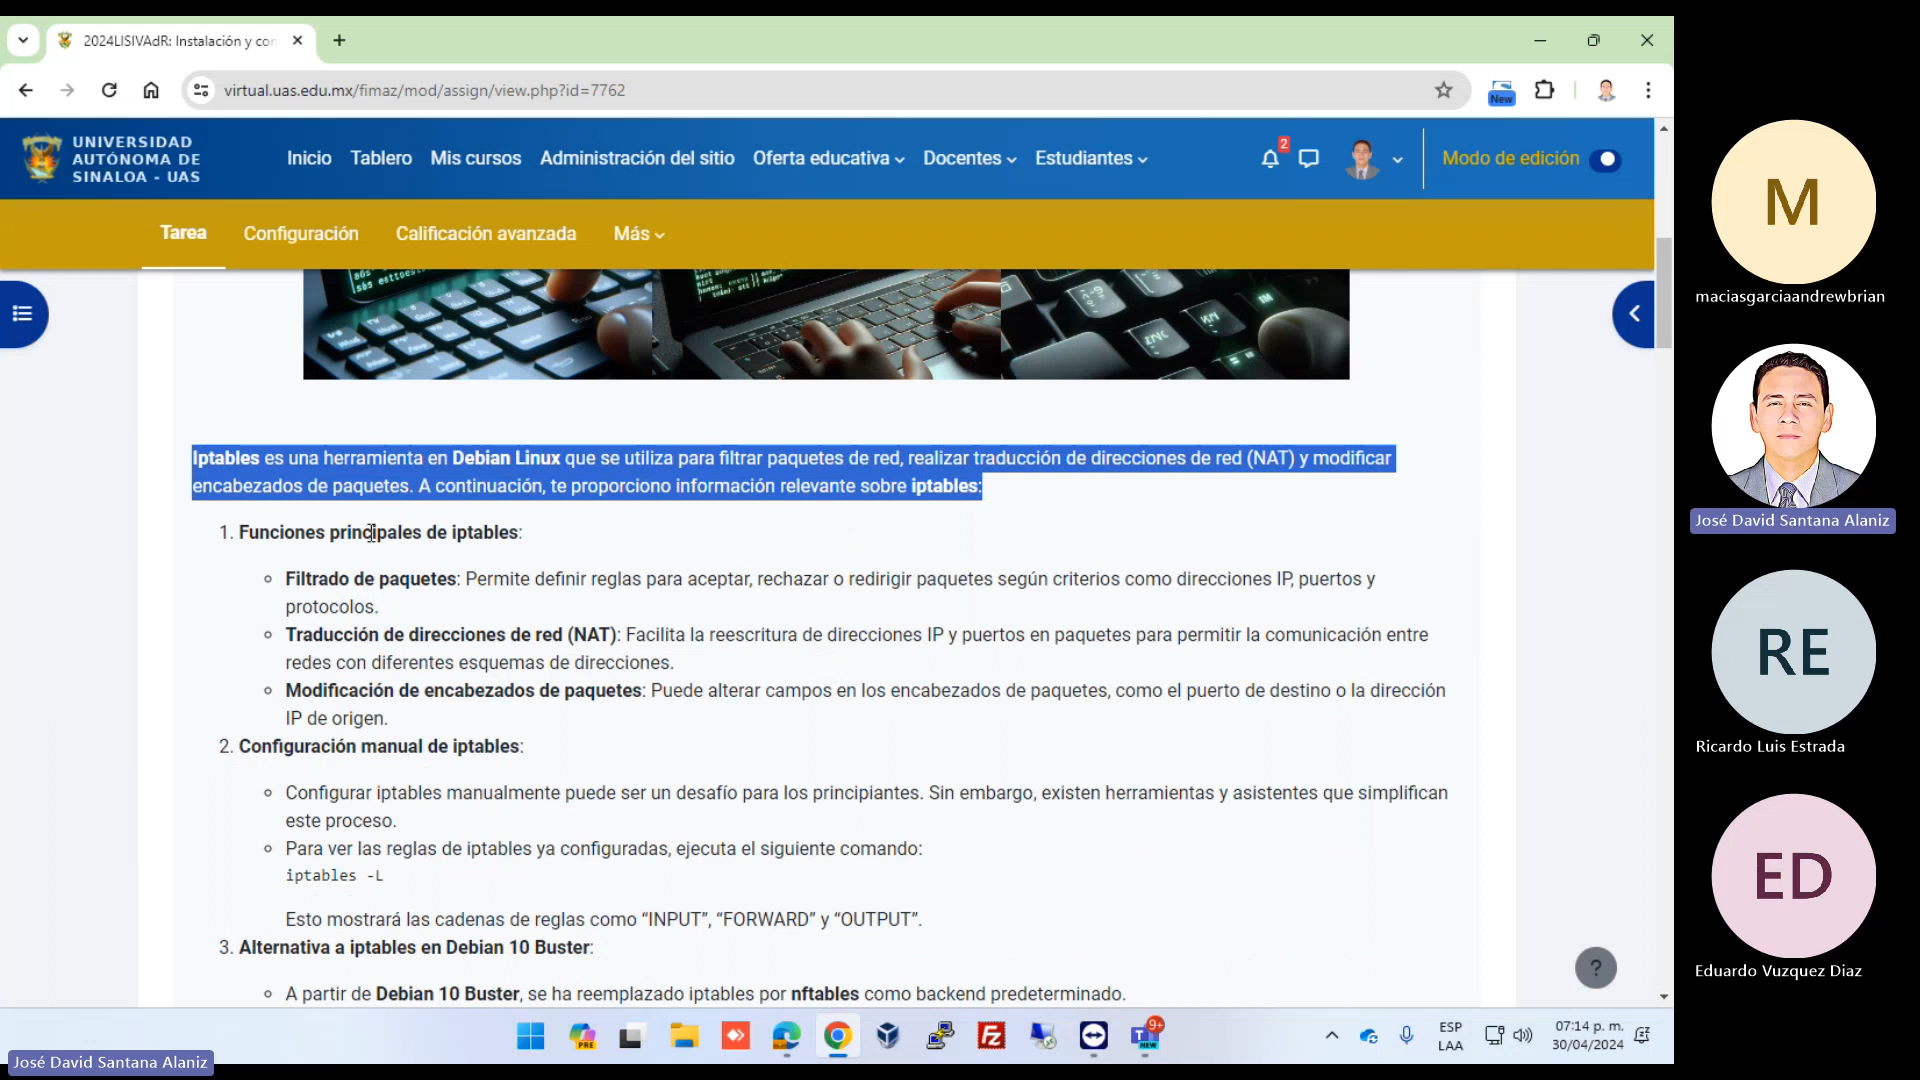 2024LISIVAdR: Instalación y con
virtual.uas.edu.mx/fimaz/mod/assign/view.php?id=7762
New
UNIVERSIDAD
AUTÓNOMA DE
SINALOA - UAS
Inicio Tablero Mis cursos Administración del sitio Oferta educativa Docentes Estudiantes
2
Modo de edición
Tarea Configuración Calificación avanzada Más
Iptables es una herramienta en Debian Linux que se utiliza para filtrar paquetes de red, realizar traducción de direcciones de red (NAT) y modificar
encabezados de paquetes. A continuación, te proporciono información relevante sobre iptables:
1. Funciones principales de iptables:
Filtrado de paquetes: Permite definir reglas para aceptar, rechazar o redirigir paquetes según criterios como direcciones IP, puertos y
protocolos.
Traducción de direcciones de red (NAT): Facilita la reescritura de direcciones IP y puertos en paquetes para permitir la comunicación entre
redes con diferentes esquemas de direcciones.
Modificación de encabezados de paquetes: Puede alterar campos en los encabezados de paquetes, como el puerto de destino o la dirección
IP de origen.
2. Configuración manual de iptables:
Configurar iptables manualmente puede ser un desafío para los principiantes. Sin embargo, existen herramientas y asistentes que simplifican
este proceso.
Para ver las reglas de iptables ya configuradas, ejecuta el siguiente comando:
iptables -L
Esto mostrará las cadenas de reglas como “INPUT”, “FORWARD” y “OUTPUT”.
3. Alternativa a iptables en Debian 10 Buster:
A partir de Debian 10 Buster, se ha reemplazado iptables por nftables como backend predeterminado.
?
PRE
9+
NEW
ESP
LAA
07:14 p. m.
30/04/2024
José David Santana Alaniz
M
maciasgarciaandrewbrian
José David Santana Alaniz
RE
Ricardo Luis Estrada
ED
Eduardo Vuzquez Diaz